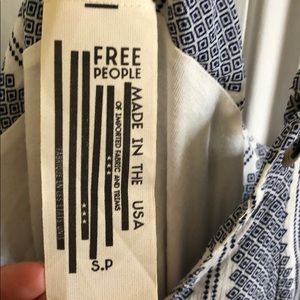 FREE
PEOPLE
MADE IN THE USA
OF IMPORTED FABRIC AND TRIMS
S.P